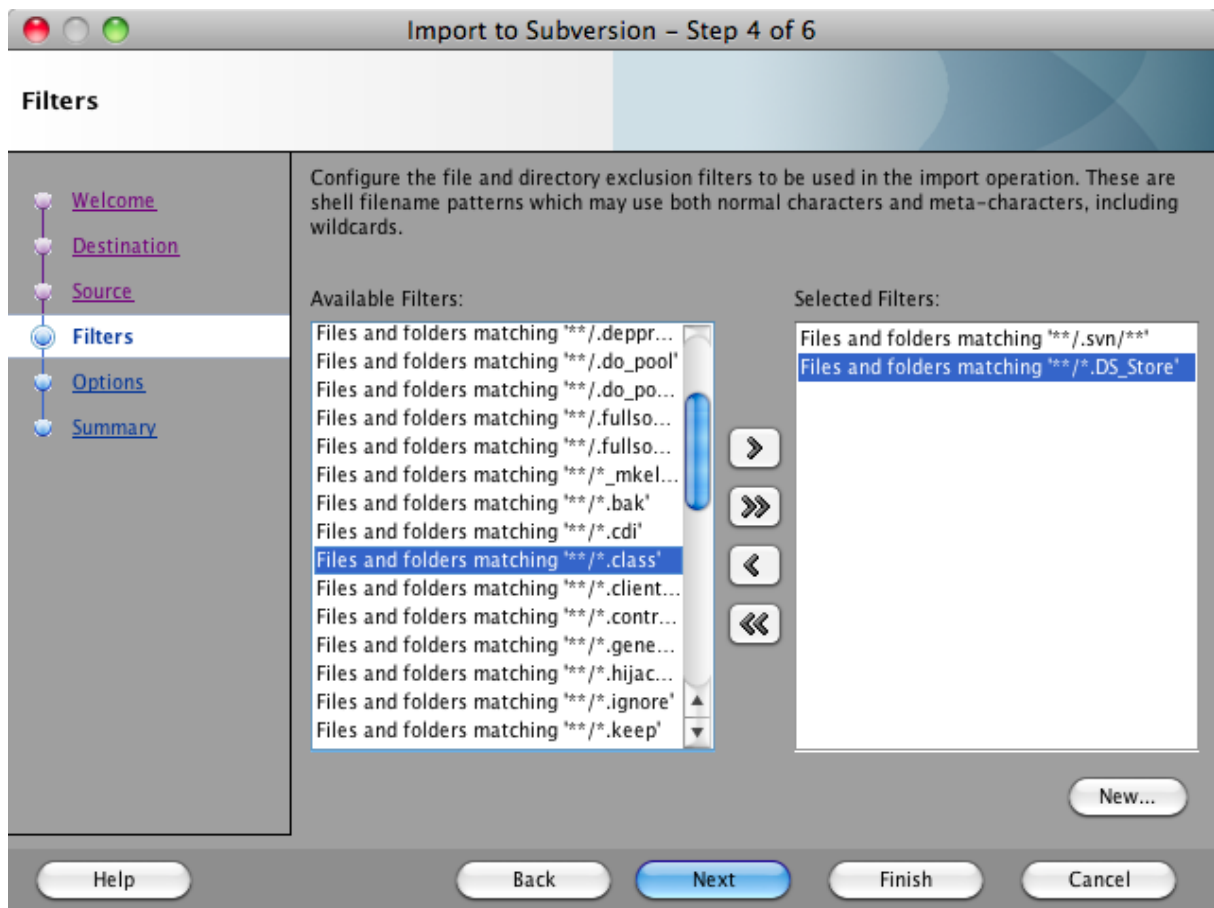 Import to Subversion – Step 4 of 6
Filters
Welcome
Destination
Source
Filters
Options
Summary
Configure the file and directory exclusion filters to be used in the import operation. These are
shell filename patterns which may use both normal characters and meta-characters, including
wildcards.
Available Filters:
Files and folders matching '**/.deppr...
Files and folders matching '**/.do_pool'
Files and folders matching '**/.do_po...
Files and folders matching '**/.fullso...
Files and folders matching '**/.fullso...
Files and folders matching '**/*_mkel...
Files and folders matching '**/*.bak'
Files and folders matching '**/*.cdi'
Files and folders matching '**/*.class'
Files and folders matching '**/*.client...
Files and folders matching '**/*.contr...
Files and folders matching '**/*.gene...
Files and folders matching '**/*.hijac...
Files and folders matching '**/*.ignore'
Files and folders matching '**/*.keep'
Selected Filters:
Files and folders matching '**/.svn/**'
Files and folders matching '**/*.DS_Store'
New...
Help
Back
Next
Finish
Cancel